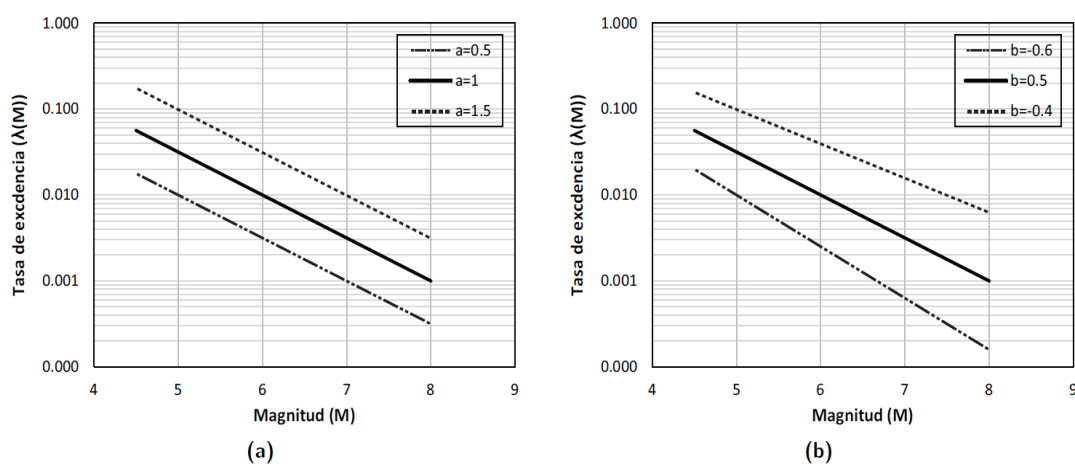 1.000
0.100
0.010
0.001
0.000
4 5 6 7 8 9
Tasa de excdencia (λ(M))
Magnitud (M)
a=0.5
a=1
a=1.5
(a)
1.000
0.100
0.010
0.001
0.000
4 5 6 7 8 9
Tasa de excdencia (λ(M))
Magnitud (M)
b=-0.6
b=0.5
b=-0.4
(b)